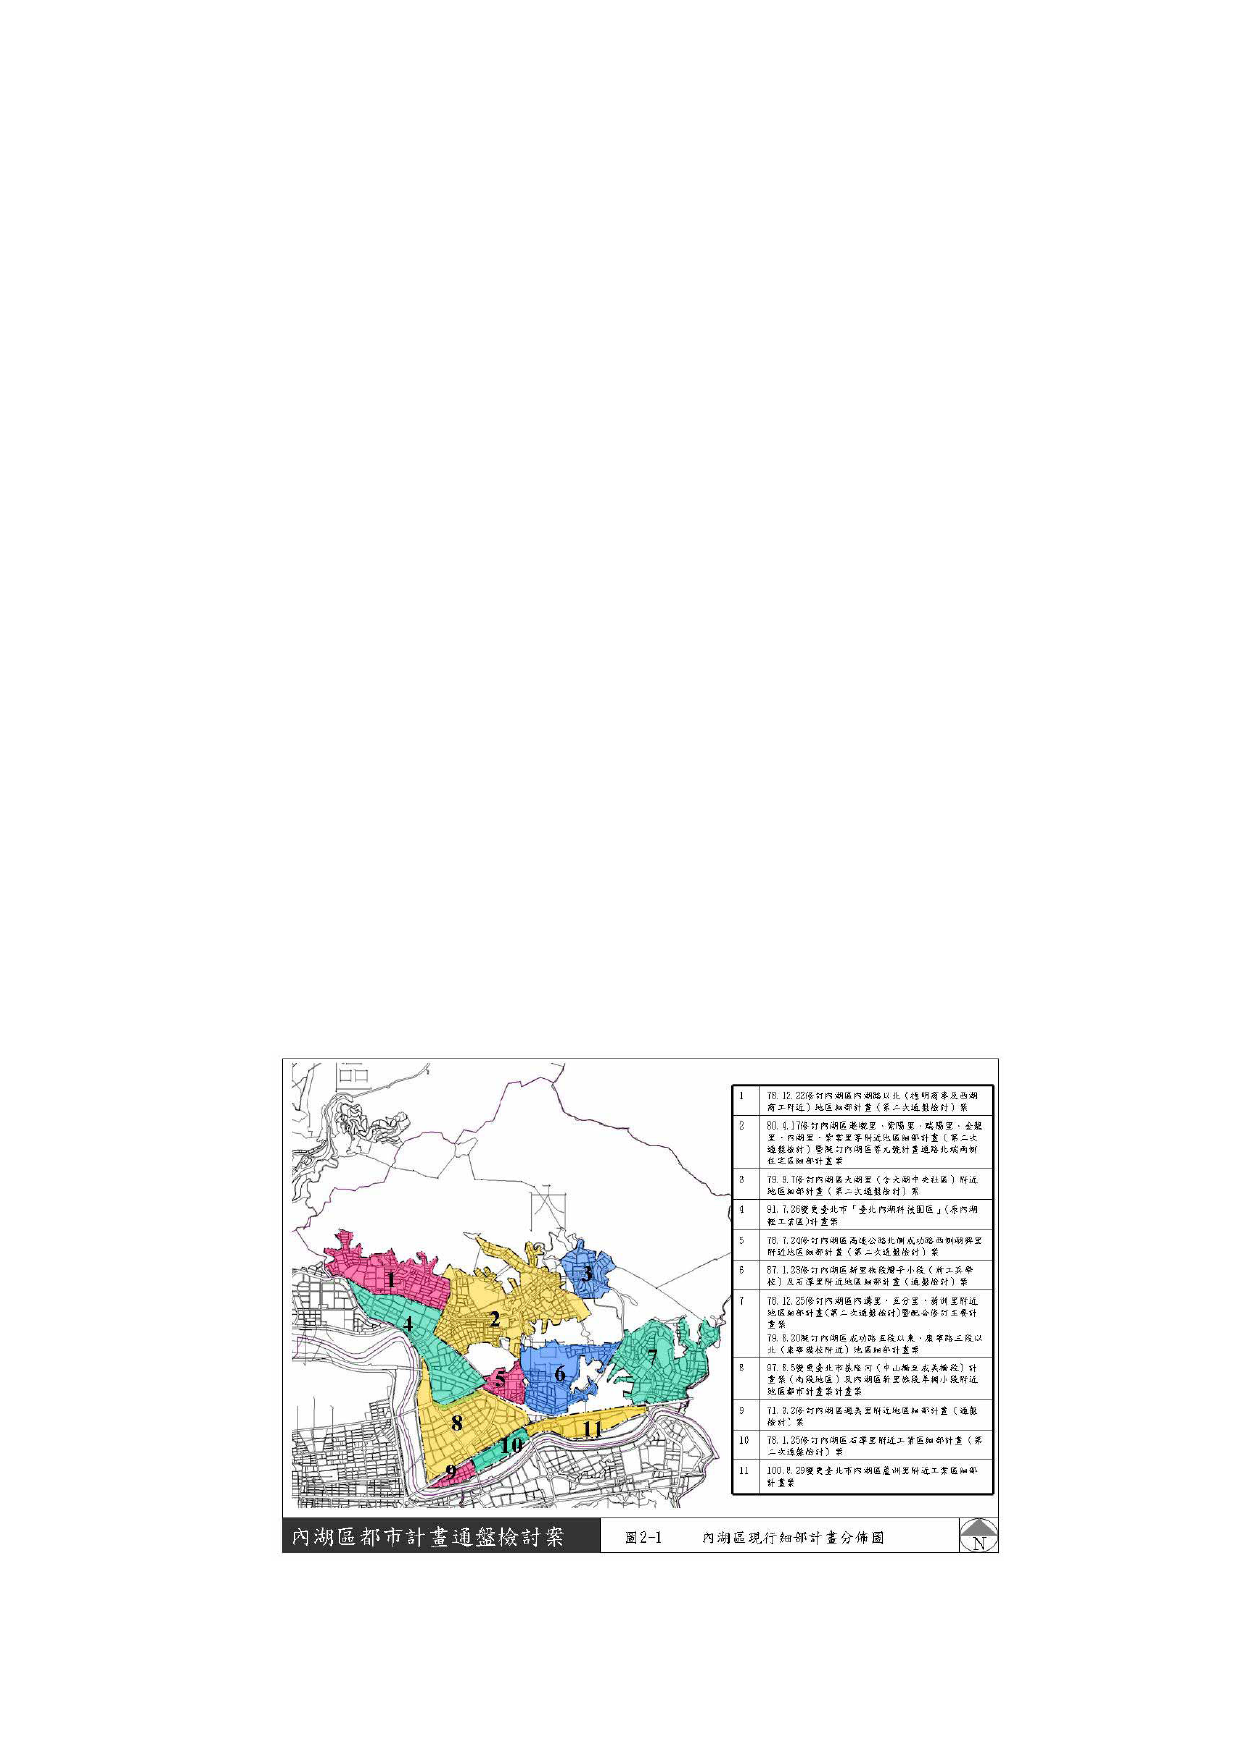 1
2
3
4
5
6
7
8
9
10
11
1 78.12.22修訂內湖區內湖路以北（德明商專及西湖
商工附近）地區細部計畫（第二次通盤檢討）案
2 80.9.17修訂內湖區港墘里、紫陽里、瑞陽里、金龍
里、內湖里、紫雲里等附近地區細部計畫（第二次
通盤檢討）暨擬訂內湖區 號計畫道路北端兩側
住宅區細部計畫案
3 79.9.7修訂內湖區大湖里（含大湖中央社區）附近
地區細部計畫（第二次通盤檢討）案
4 91.7.26變更臺北市「臺北內湖科技園區」(原內湖
輕工業區)計畫案
5 78.7.24修訂內湖區高速公路北側成功路西側湖興里
附近地區細部計畫（第二次通盤檢討）案
6 87.1.23修訂內湖區新里族段灣子小段（前工兵學
校）及石潭里附近地區細部計畫（通盤檢討）案
7 78.12.25修訂內湖區內溝里、五分里、 里附近
地區細部計畫(第二次通盤檢討)暨配合修訂主要計
畫案
79.8.20擬訂內湖區成功路五段以東、康寧路三段以
北（康寧 校附近）地區細部計畫案
8 97.8.5變更臺北市基隆河（中山橋至成美橋段）計
畫案（南段地區）及內湖區新里族段羊稠小段附近
地區都市計畫案計畫案
9 71.9.2修訂內湖區週美里附近地區細部計畫（通盤
檢討）案
10 78.1.25修訂內湖區石潭里附近工業區細部計畫（第
二次通盤檢討）案
11 100.8.29變更臺北市內湖區蘆洲里附近工業區細部
計畫案
內湖區都市計畫通盤檢討案
圖2-1 內湖區現行細部計畫分佈圖
N